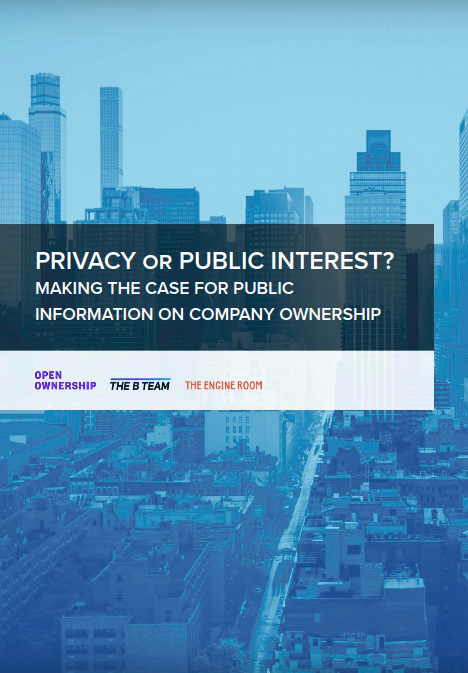 PRIVACY OR PUBLIC INTEREST?
MAKING THE CASE FOR PUBLIC
INFORMATION ON COMPANY OWNERSHIP
OPEN
OWNERSHIP
THE B TEAM
THE ENGINE ROOM